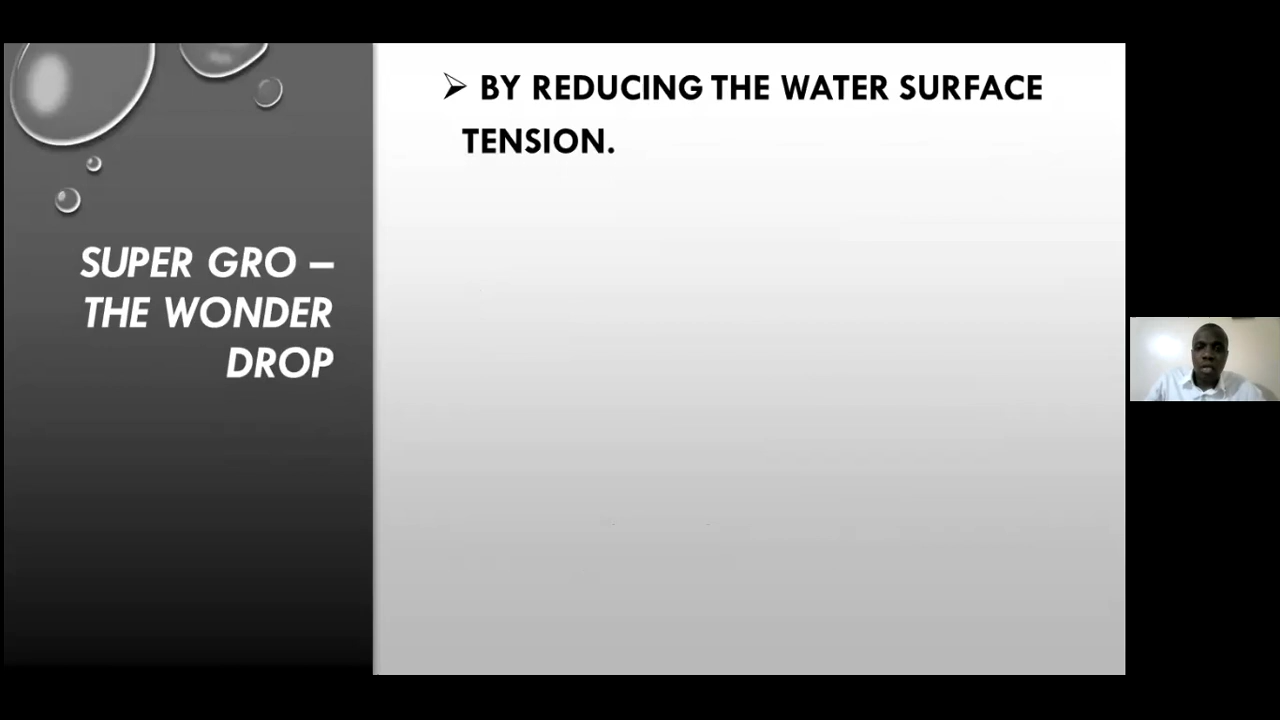 SUPER GRO –
THE WONDER
DROP
➢ BY REDUCING THE WATER SURFACE
TENSION.